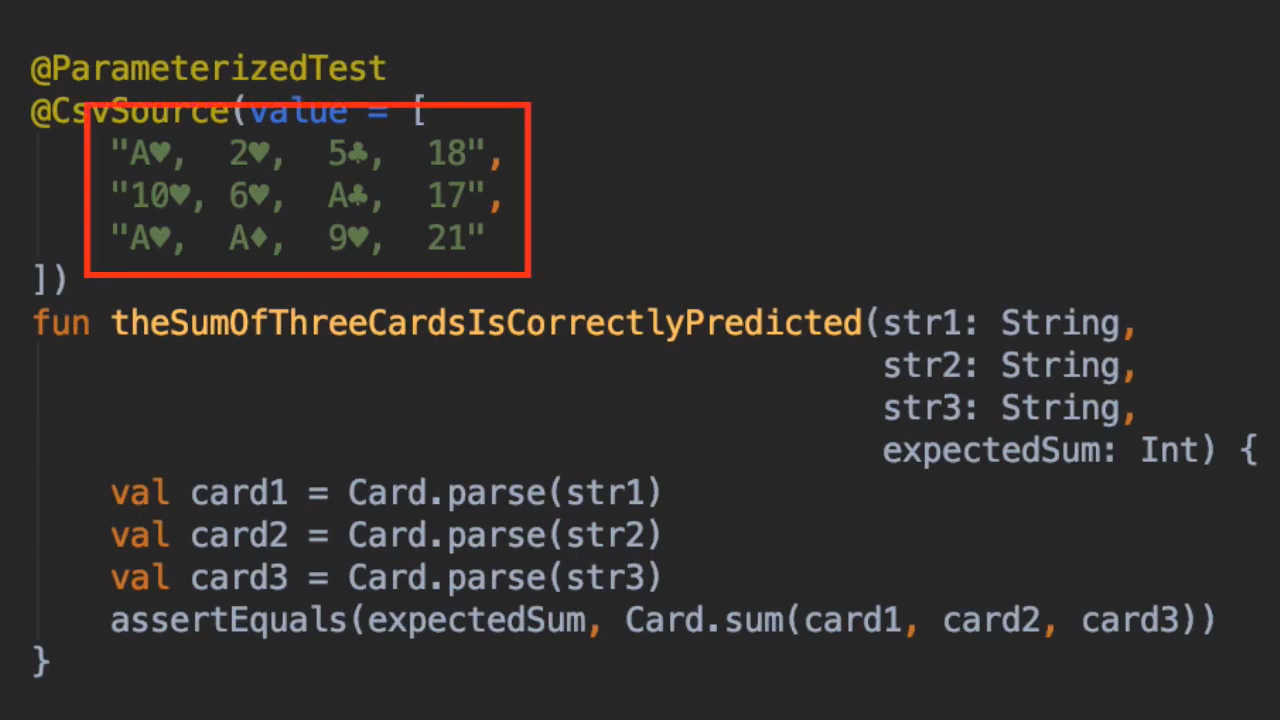 @ParameterizedTest
@CsvSource(value = [
    "A♥,  2♥,  5♣,  18",
    "10♥, 6♥,  A♣,  17",
    "A♥,  A♦,  9♥,  21"
])
fun theSumOfThreeCardsIsCorrectlyPredicted(str1: String,
                                           str2: String,
                                           str3: String,
                                           expectedSum: Int) {
    val card1 = Card.parse(str1)
    val card2 = Card.parse(str2)
    val card3 = Card.parse(str3)
    assertEquals(expectedSum, Card.sum(card1, card2, card3))
}